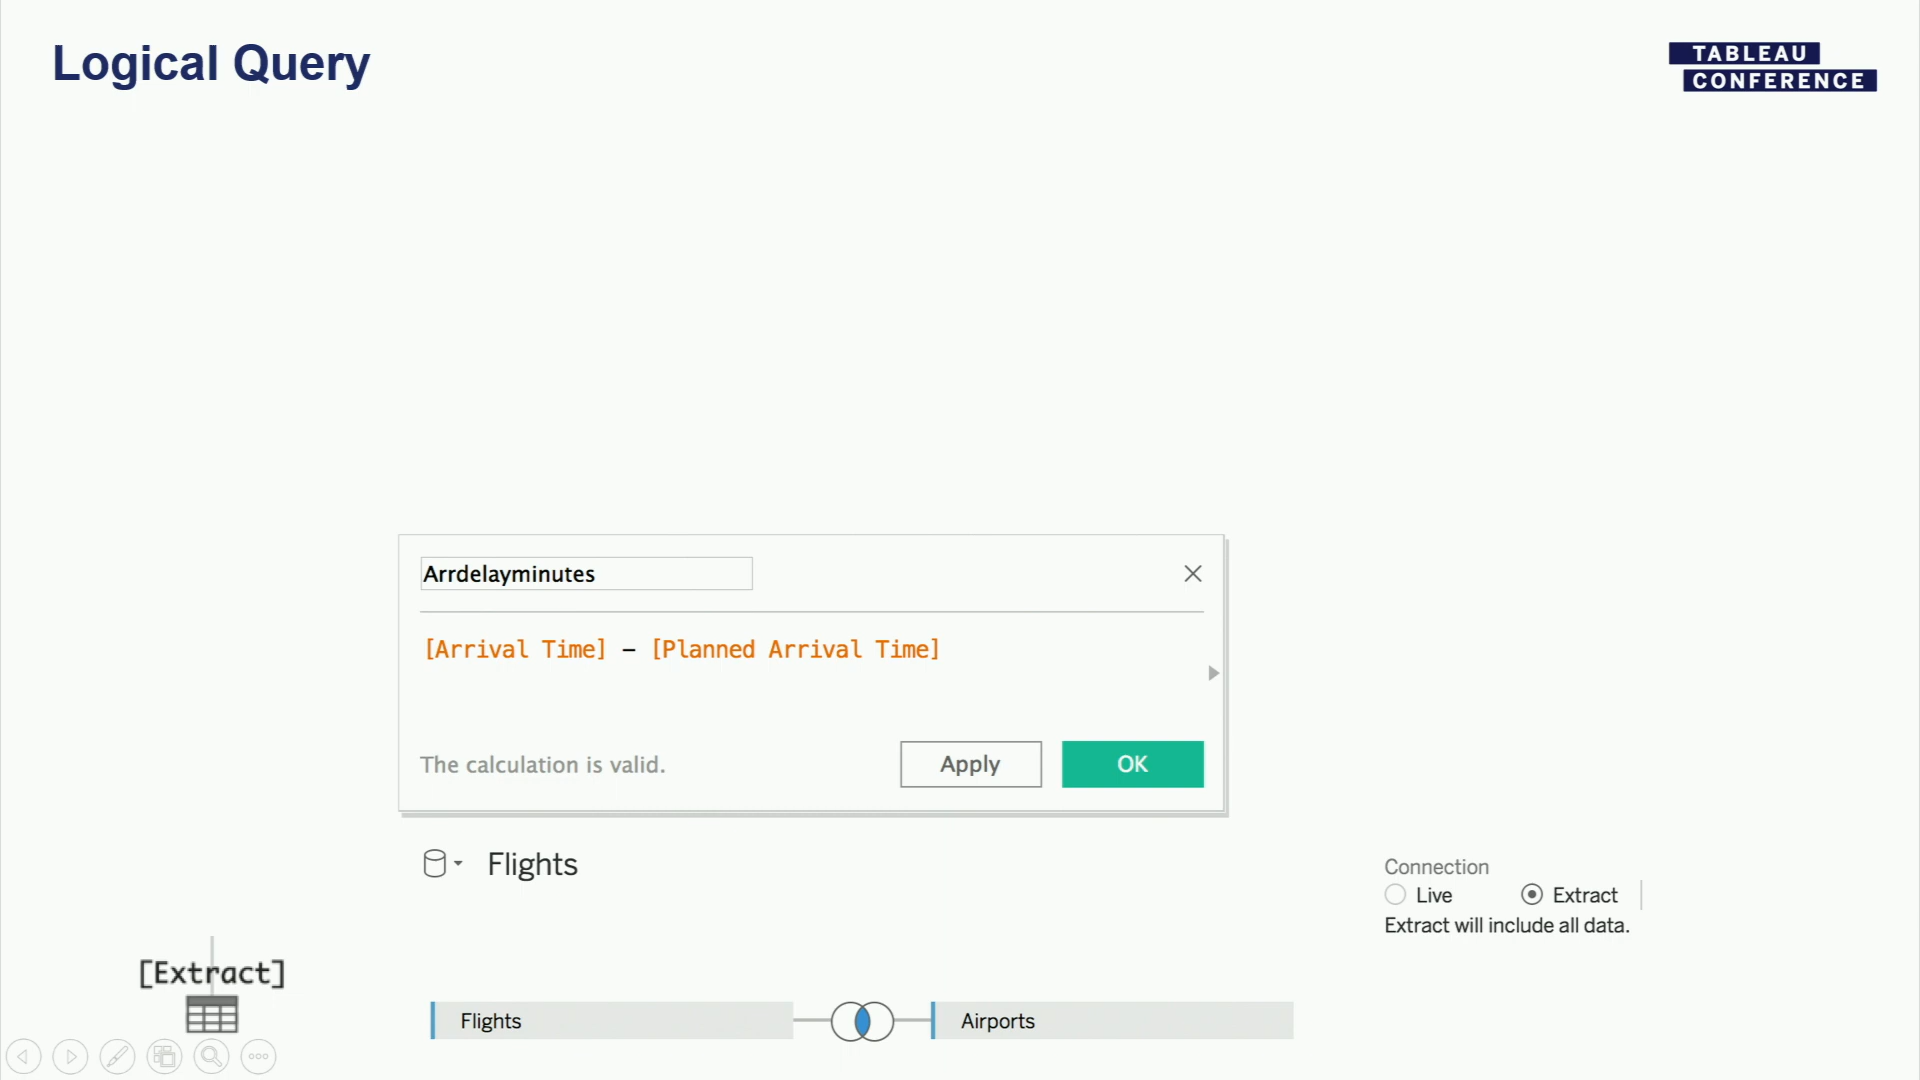 Logical Query
TABLEAU
CONFERENCE
Arrdelayminutes
[Arrival Time] – [Planned Arrival Time]
The calculation is valid.
Apply
OK
Flights
Connection
Live
Extract
Extract will include all data.
[Extract]
Flights
Airports